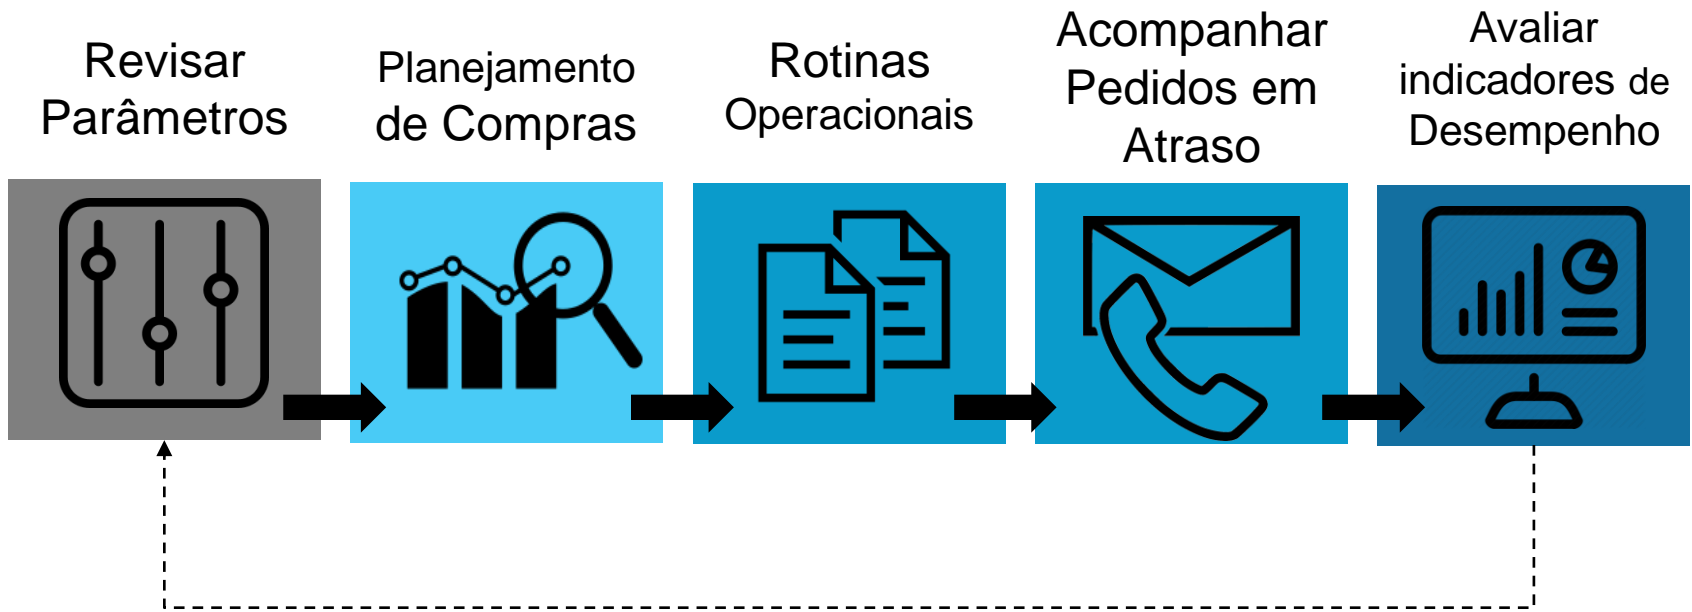 Revisar
Parâmetros
Planejamento
de Compras
Rotinas
Operacionais
Acompanhar
Pedidos em
Atraso
Avaliar
indicadores de
Desempenho